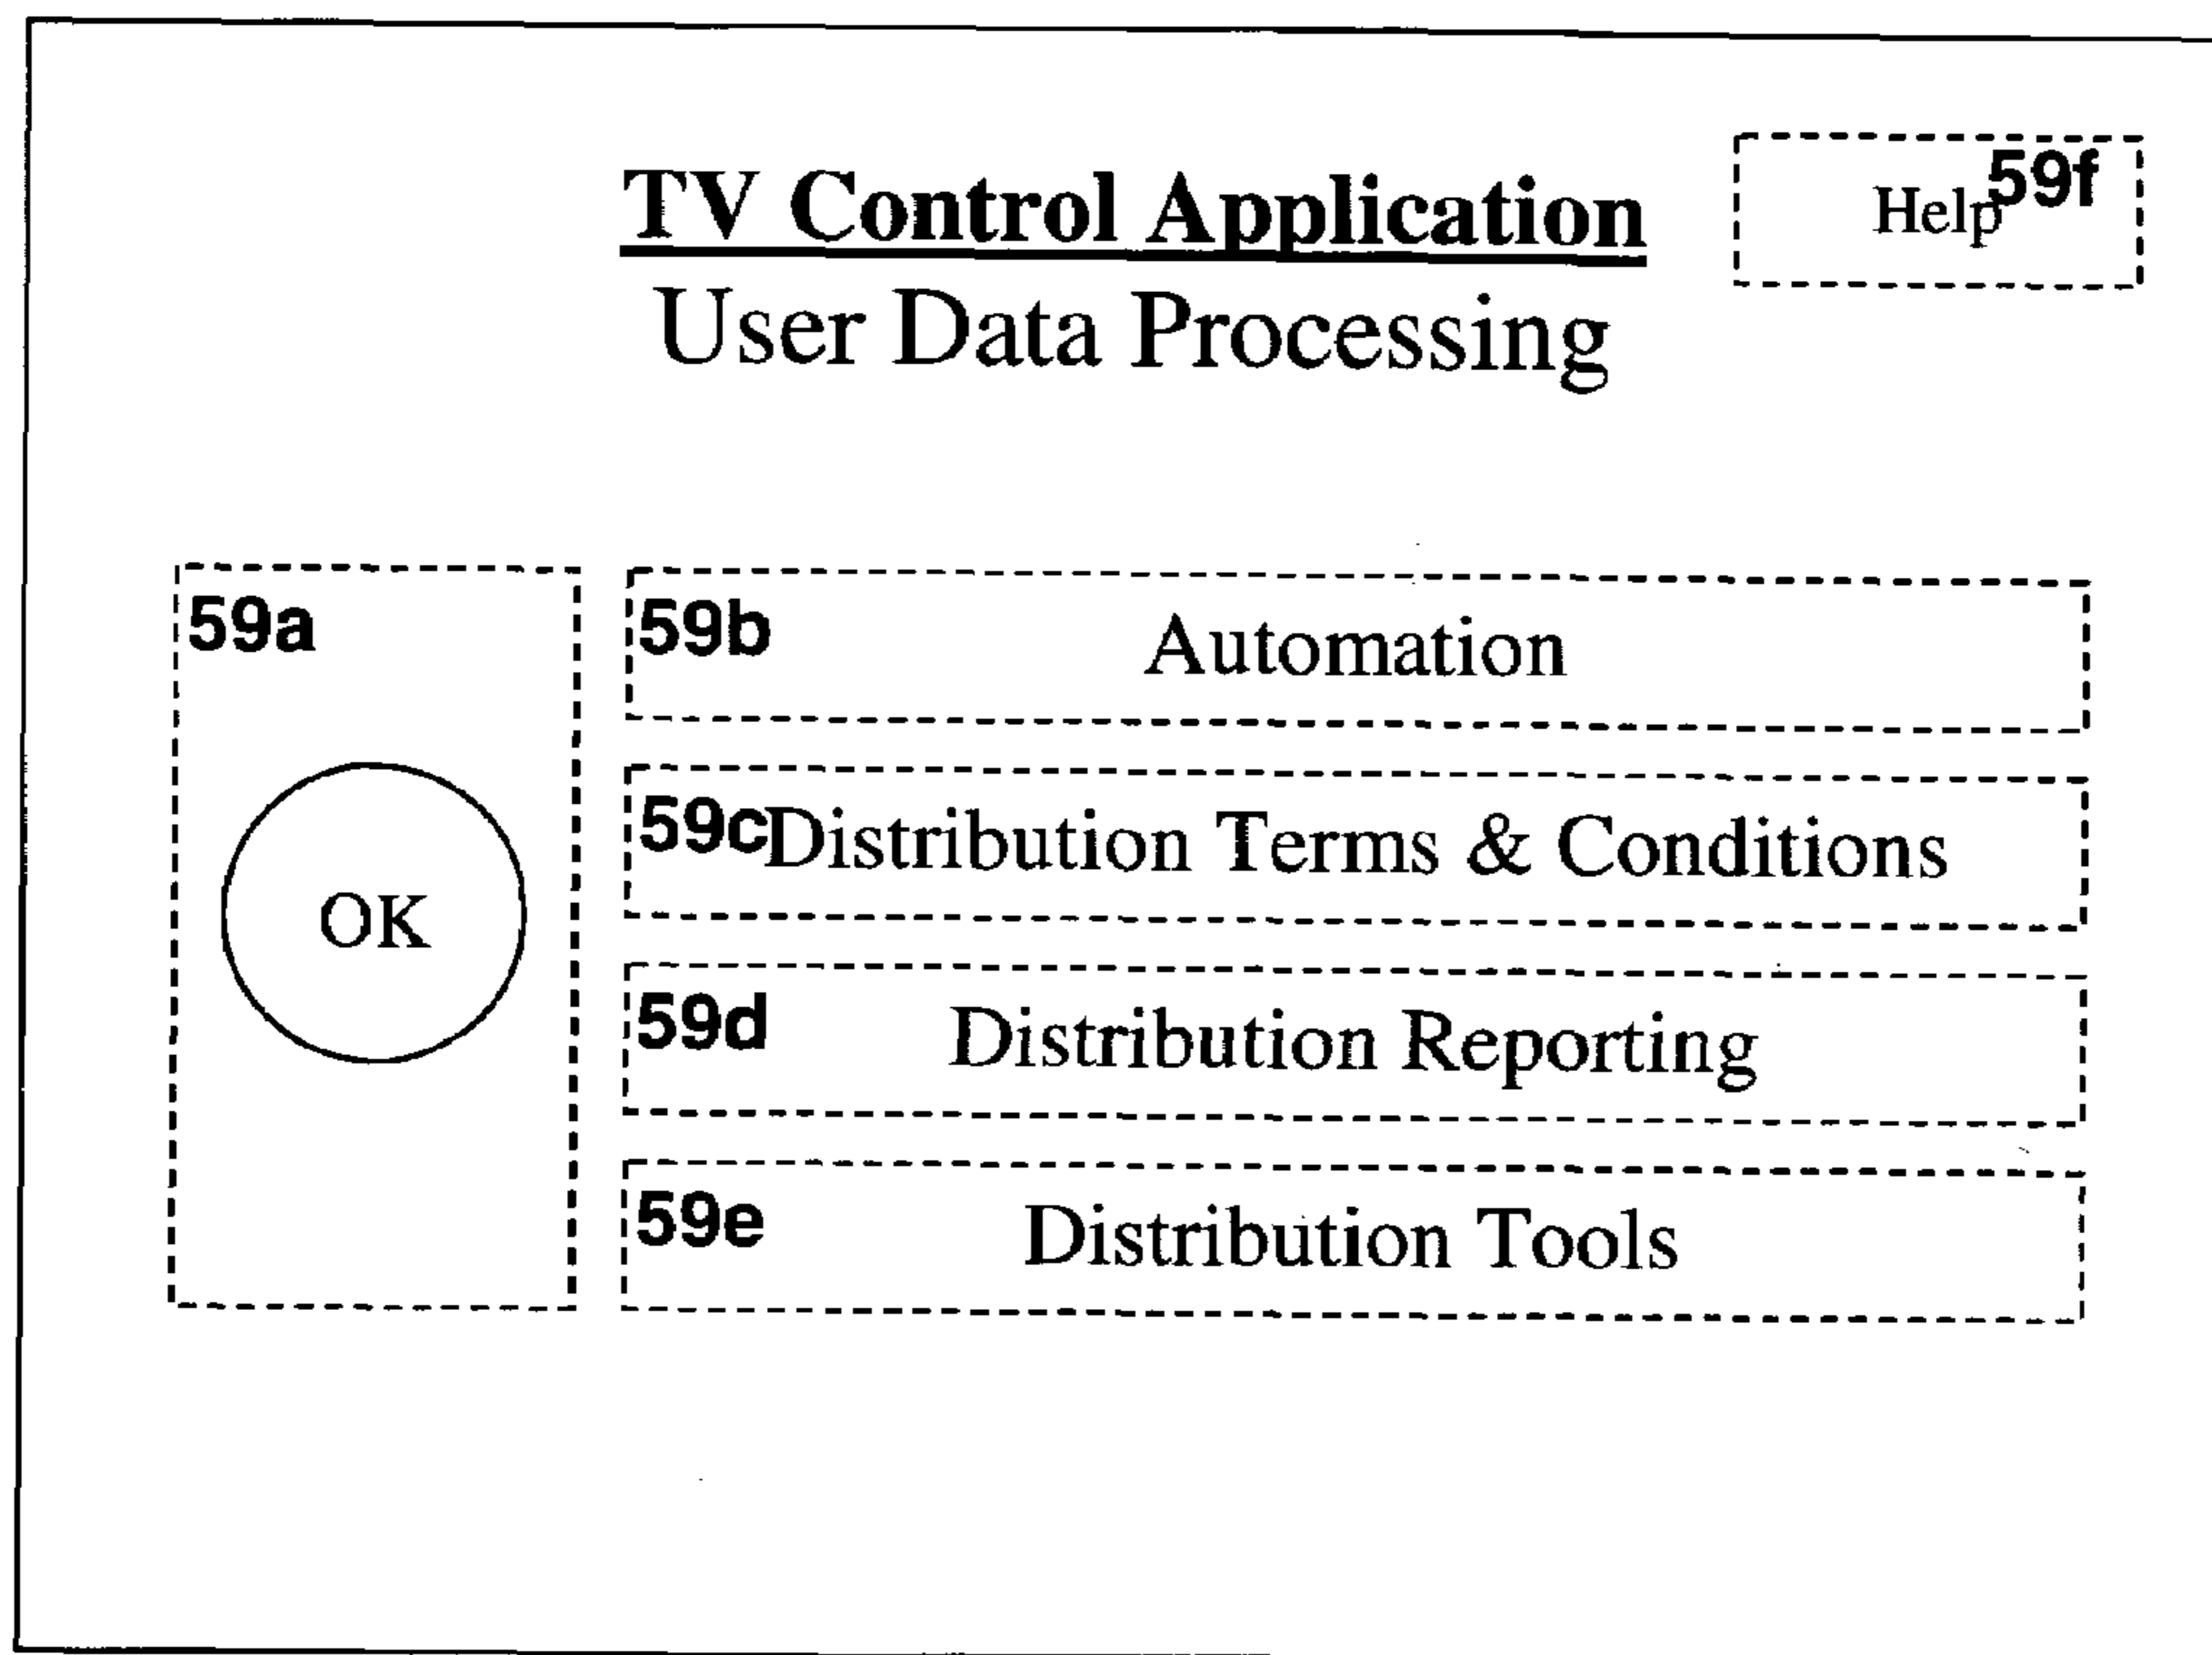 TV Control Application
Help 59f
User Data Processing
59a
OK
59b Automation
59c Distribution Terms & Conditions
59d Distribution Reporting
59e Distribution Tools